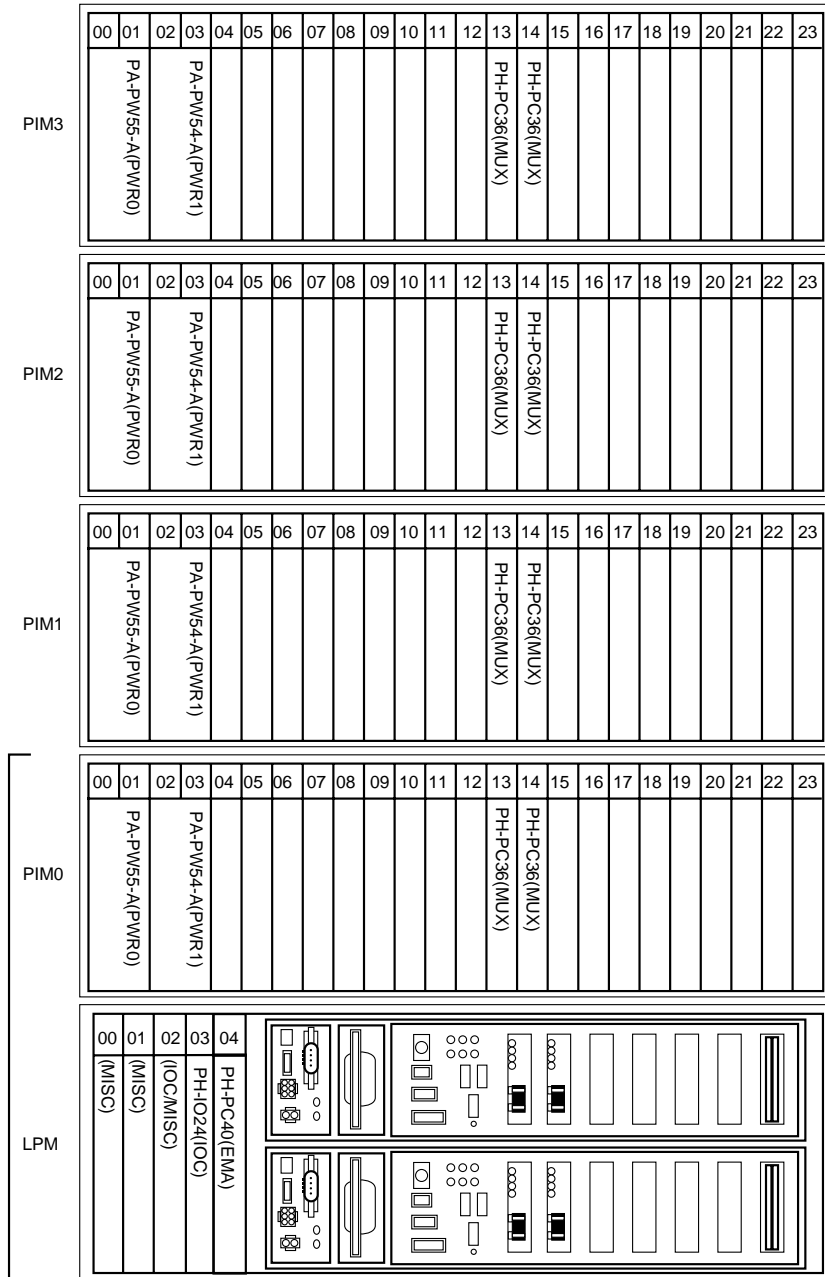 00 01 02 03 04 05 06 07 08 09 10 11 12 13 14 15 16 17 18 19 20 21 22 23
PIM3
PA-PW55-A(PWR0)
PA-PW54-A(PWR1)
PH-PC36(MUX)
PH-PC36(MUX)
00 01 02 03 04 05 06 07 08 09 10 11 12 13 14 15 16 17 18 19 20 21 22 23
PIM2
PA-PW55-A(PWR0)
PA-PW54-A(PWR1)
PH-PC36(MUX)
PH-PC36(MUX)
00 01 02 03 04 05 06 07 08 09 10 11 12 13 14 15 16 17 18 19 20 21 22 23
PIM1
PA-PW55-A(PWR0)
PA-PW54-A(PWR1)
PH-PC36(MUX)
PH-PC36(MUX)
00 01 02 03 04 05 06 07 08 09 10 11 12 13 14 15 16 17 18 19 20 21 22 23
PIM0
PA-PW55-A(PWR0)
PA-PW54-A(PWR1)
PH-PC36(MUX)
PH-PC36(MUX)
00 01 02 03 04
LPM
(MISC)
(MISC)
(IOC/MISC)
PH-IO24(IOC)
PH-PC40(EMA)